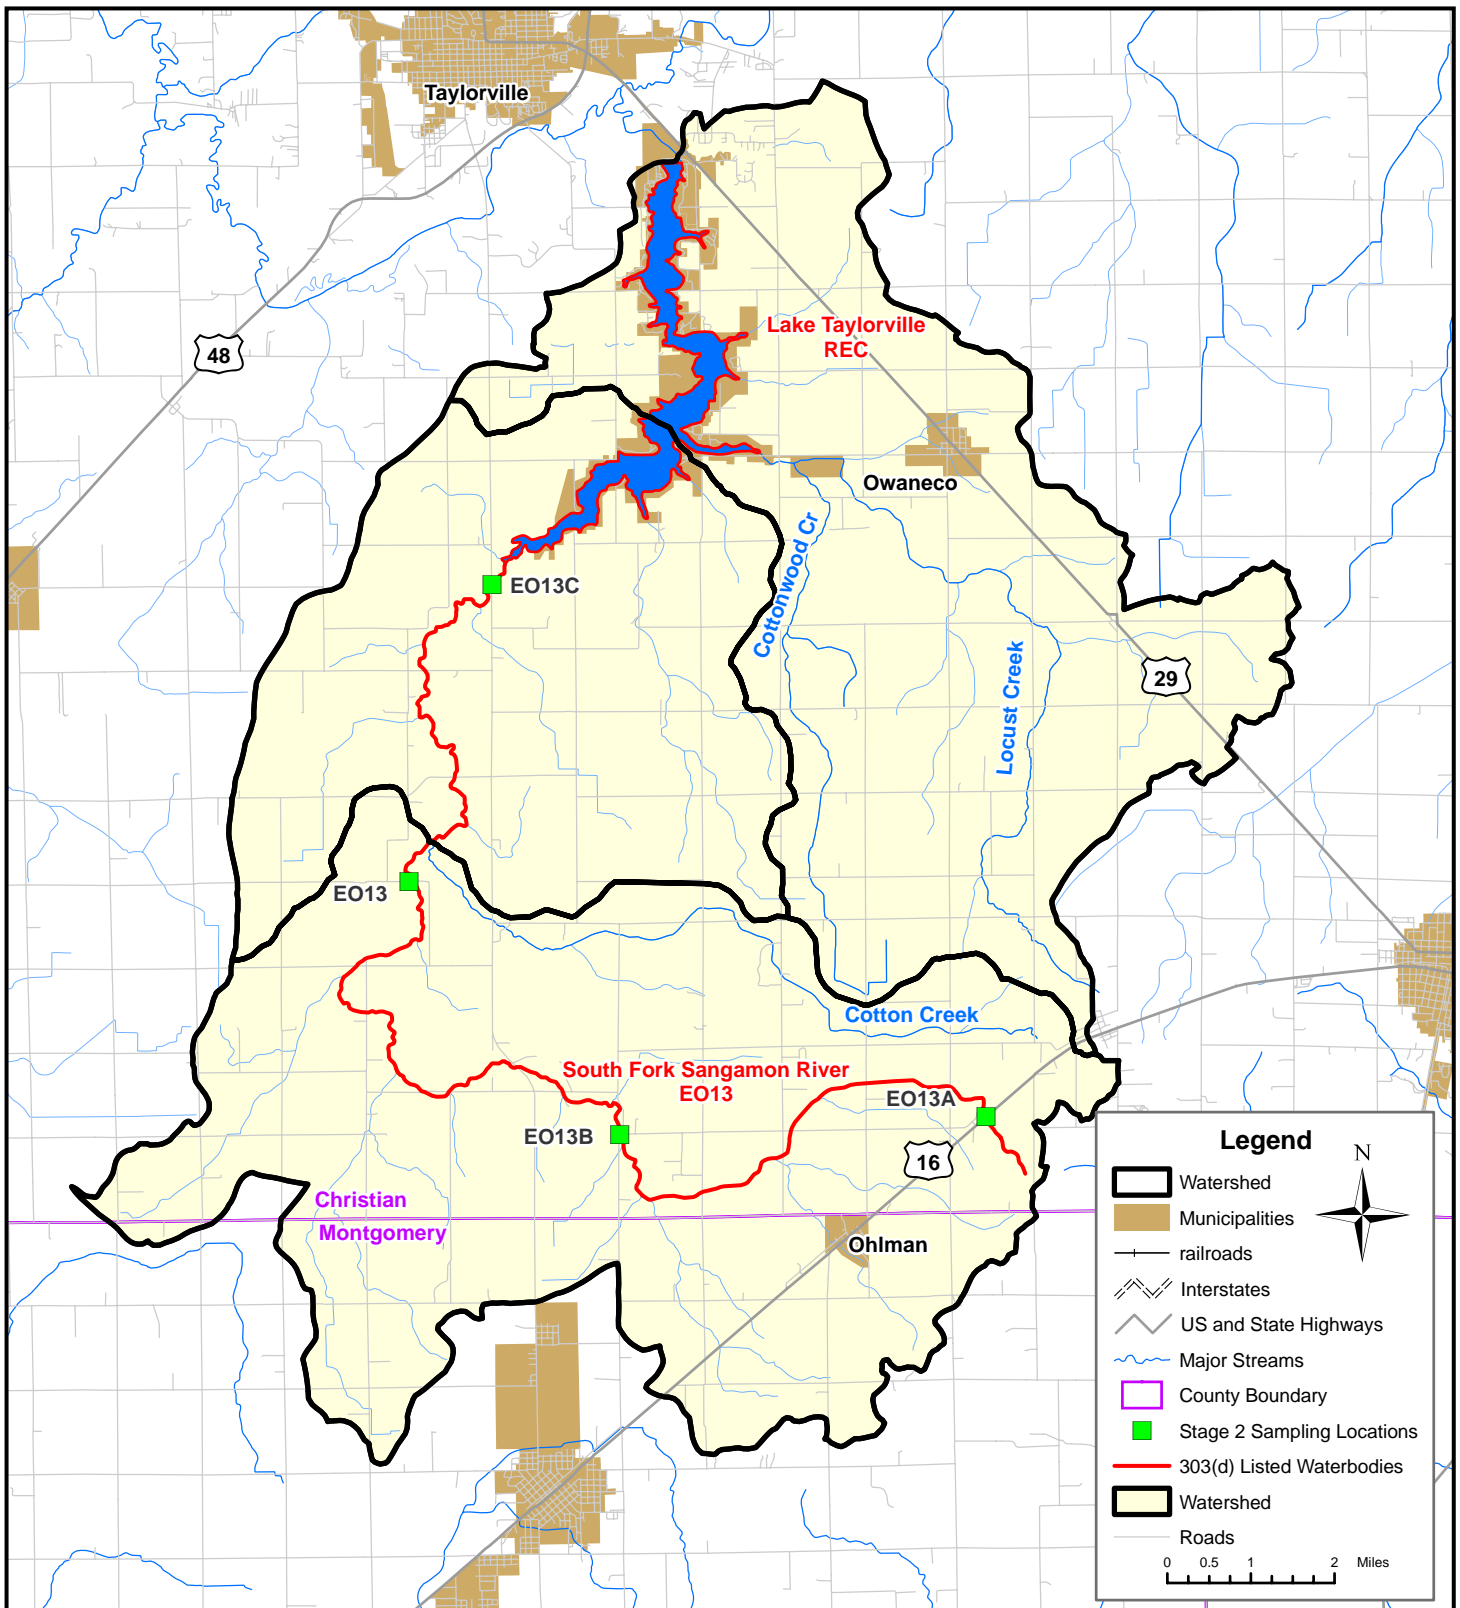 Taylorville
48
Lake Taylorville
REC
Owaneco
Cottonwood Cr
EO13C
Locust Creek
29
EO13
Cotton Creek
South Fork Sangamon River
EO13
EO13A
EO13B
16
Christian
Montgomery
Ohlman
Legend
N
Watershed
Municipalities
railroads
Interstates
US and State Highways
Major Streams
County Boundary
Stage 2 Sampling Locations
303(d) Listed Waterbodies
Watershed
Roads
0 0.5 1 2 Miles